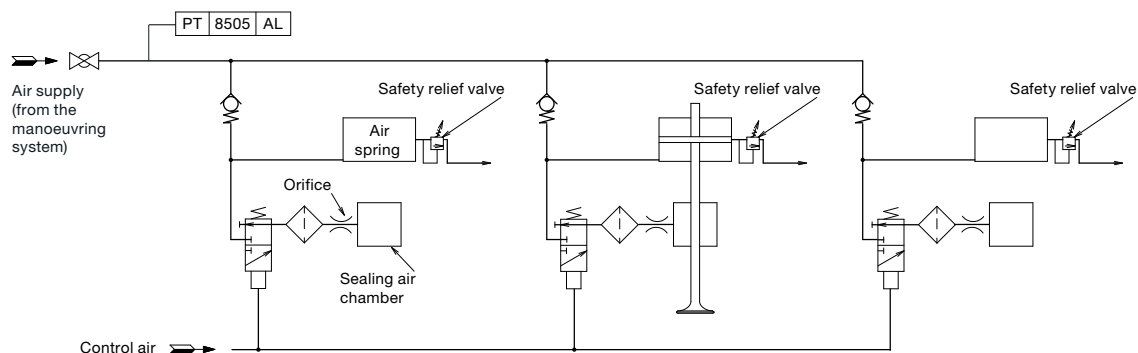 PT 8505 AL
Air supply
(from the
manoeuvring
system)
Safety relief valve
Safety relief valve
Safety relief valve
Air
spring
Orifice
Sealing air
chamber
Control air